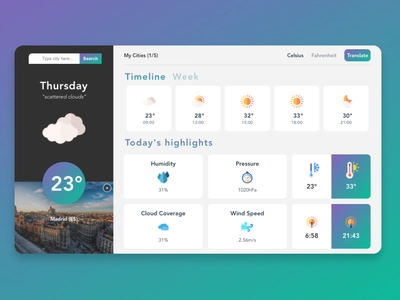 Type city here...
Search
Thursday
"scattered clouds"
23°
Madrid (ES)
My Cities (1/5)
Celsius
Fahrenheit
Translate
Timeline Week
23° 28° 32° 33° 30°
09:00 12:00 15:00 18:00 21:00
Today's highlights
Humidity
31%
Pressure
1020hPa
23° 33°
Cloud Coverage
31%
Wind Speed
2.56m/s
6:58 21:43